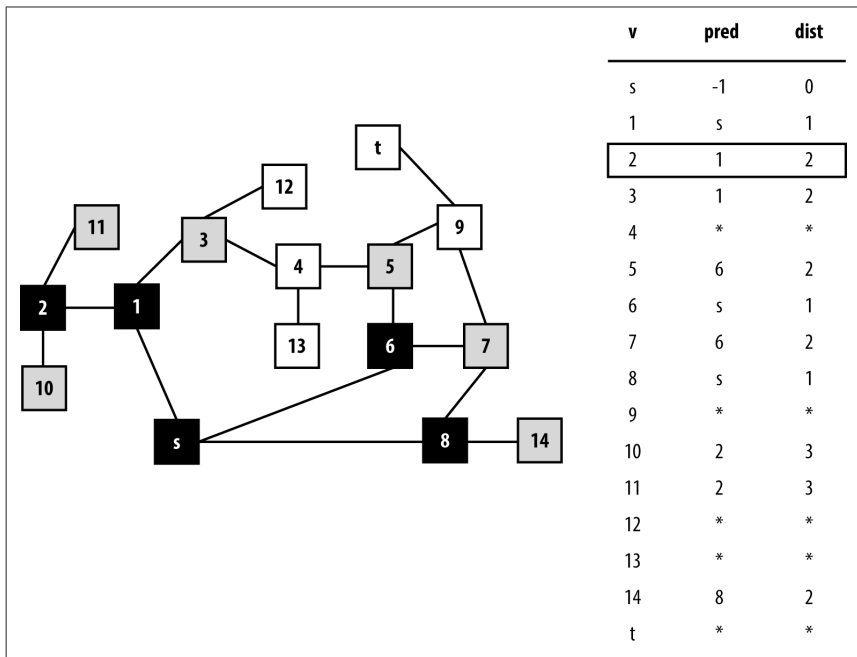 t
12
11
3
9
4
5
2
1
13
6
7
10
s
8
14
v pred dist
s -1 0
1 s 1
2 1 2
3 1 2
4 * *
5 6 2
6 s 1
7 6 2
8 s 1
9 * *
10 2 3
11 2 3
12 * *
13 * *
14 8 2
t * *